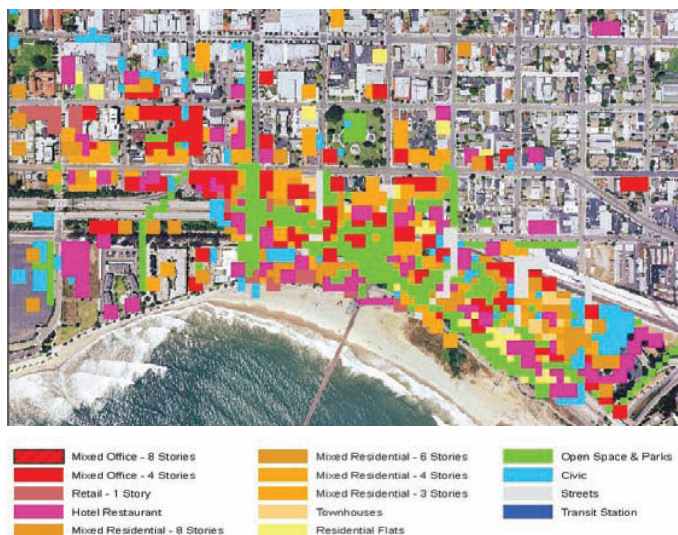 Mixed Office - 8 Stories
Mixed Office - 4 Stories
Retail - 1 Story
Hotel Restaurant
Mixed Residential - 8 Stories
Mixed Residential - 6 Stories
Mixed Residential - 4 Stories
Mixed Residential - 3 Stories
Townhouses
Residential Flats
Open Space & Parks
Civic
Streets
Transit Station